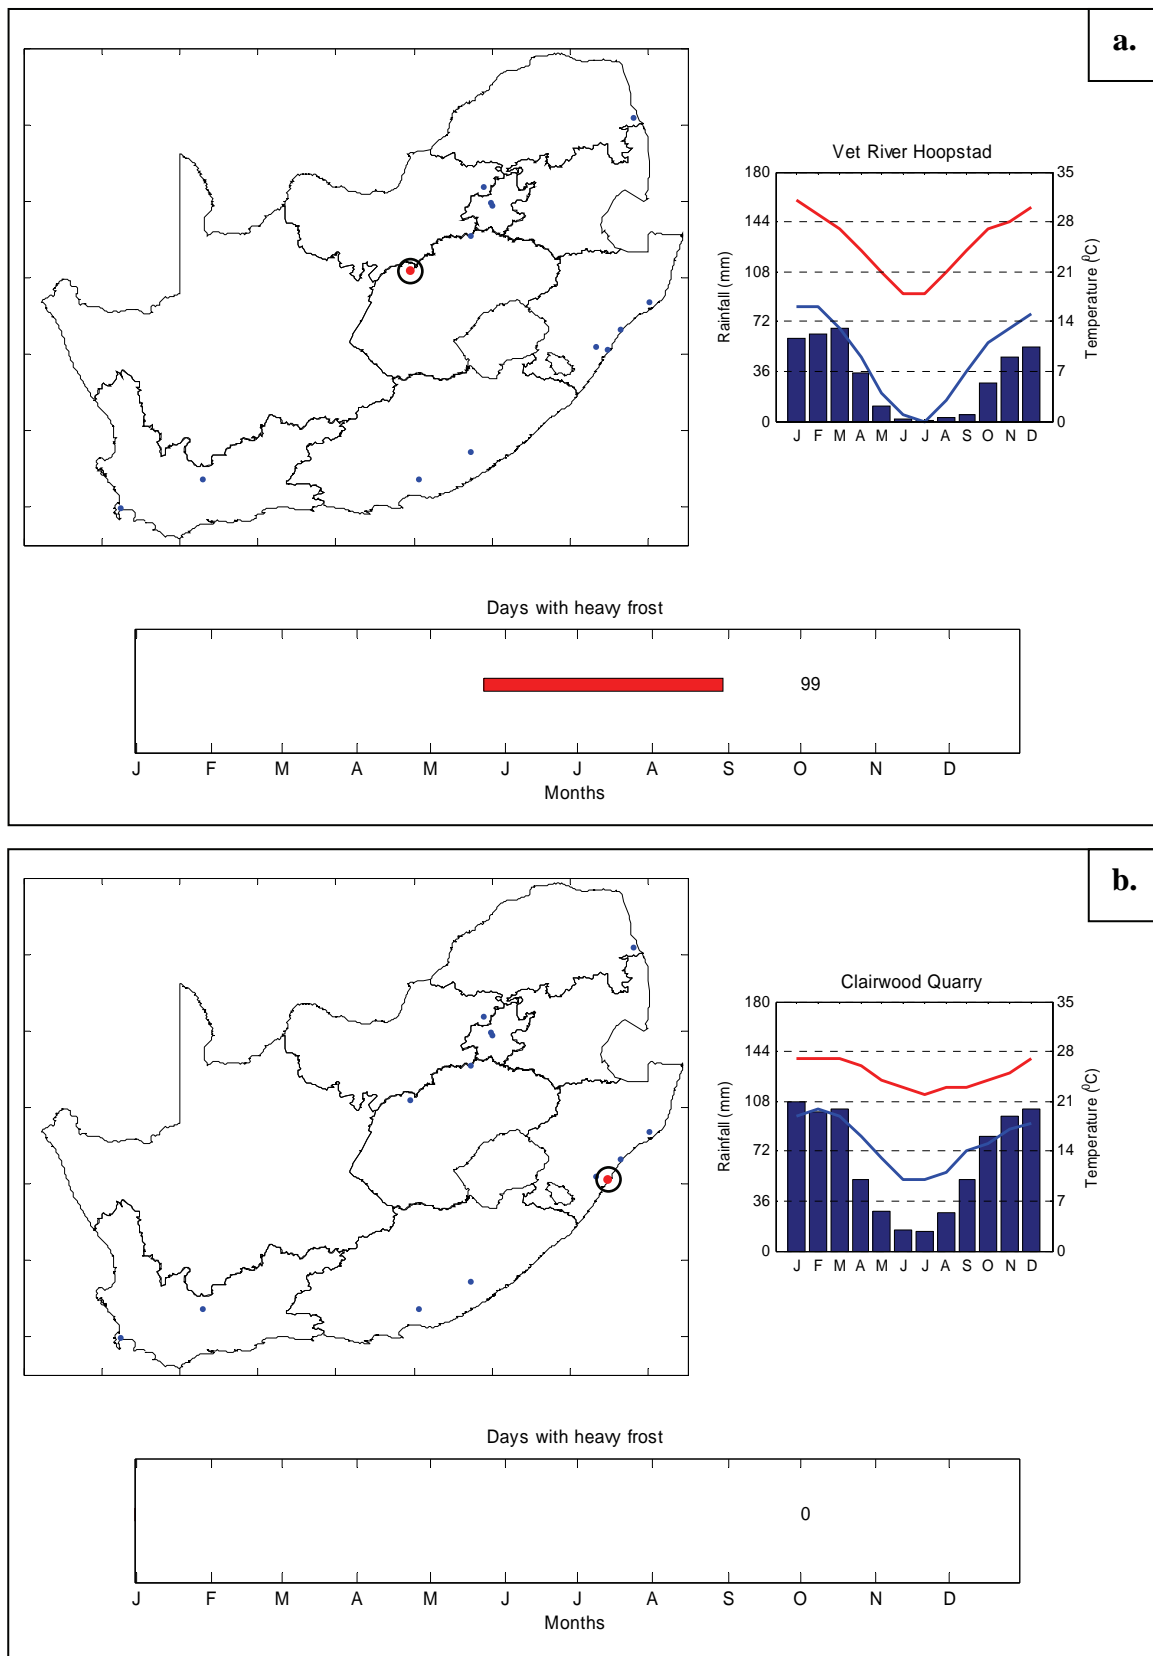 a.
Vet River Hoopstad
180 35
144 28
108 21
72 14
36 7
0 0
Rainfall (mm)
Temperature (⁰C)
J F M A M J J A S O N D
Days with heavy frost
99
J F M A M J J A S O N D
Months
b.
Clairwood Quarry
180 35
144 28
108 21
72 14
36 7
0 0
Rainfall (mm)
Temperature (⁰C)
J F M A M J J A S O N D
Days with heavy frost
0
J F M A M J J A S O N D
Months